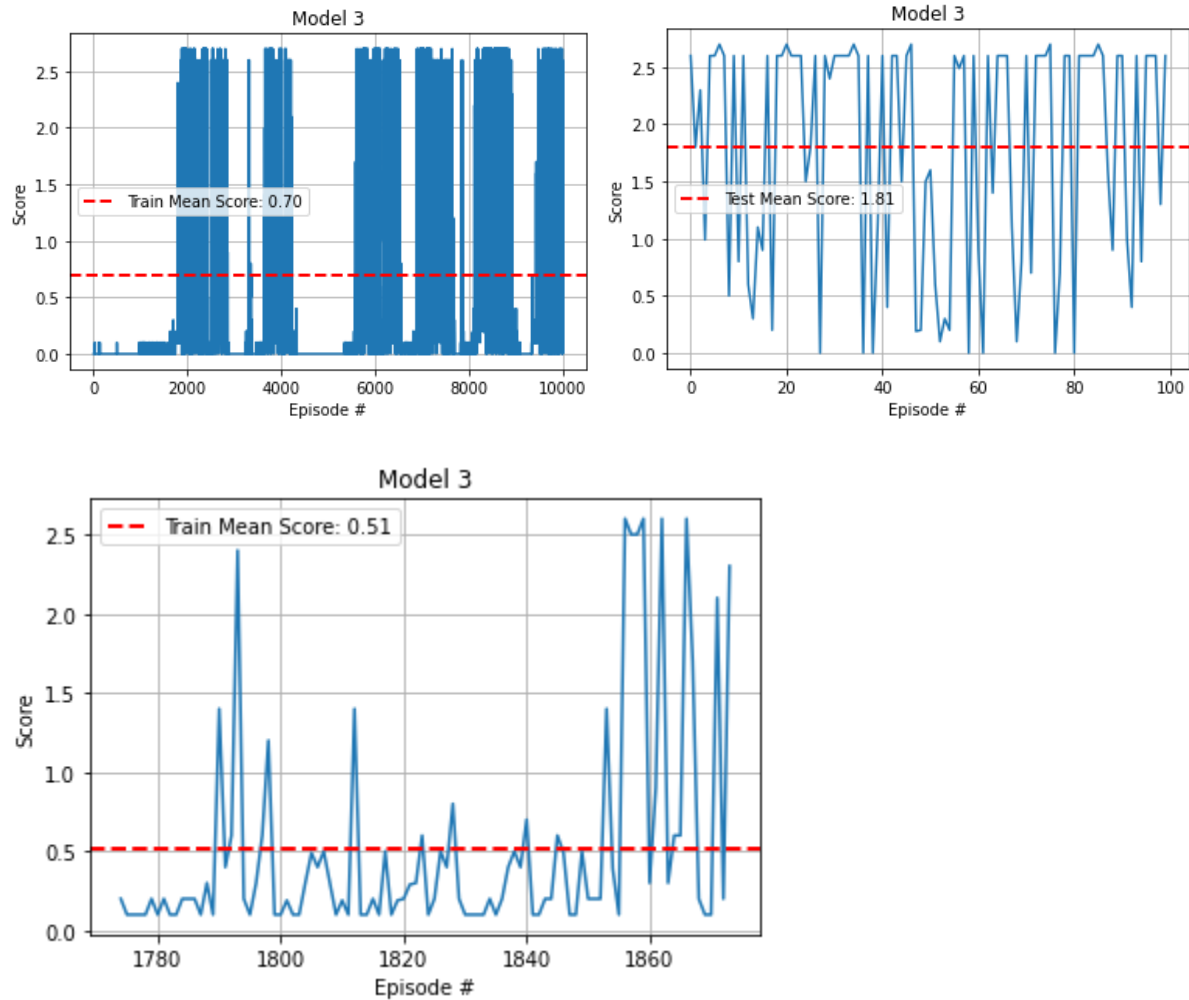 Model 3
2.5
2.0
1.5
1.0
0.5
0.0
Score
Train Mean Score: 0.70
0 2000 4000 6000 8000 10000
Episode #
Model 3
2.5
2.0
1.5
1.0
0.5
0.0
Score
Test Mean Score: 1.81
0 20 40 60 80 100
Episode #
Model 3
2.5
2.0
1.5
1.0
0.5
0.0
Score
Train Mean Score: 0.51
1780 1800 1820 1840 1860
Episode #